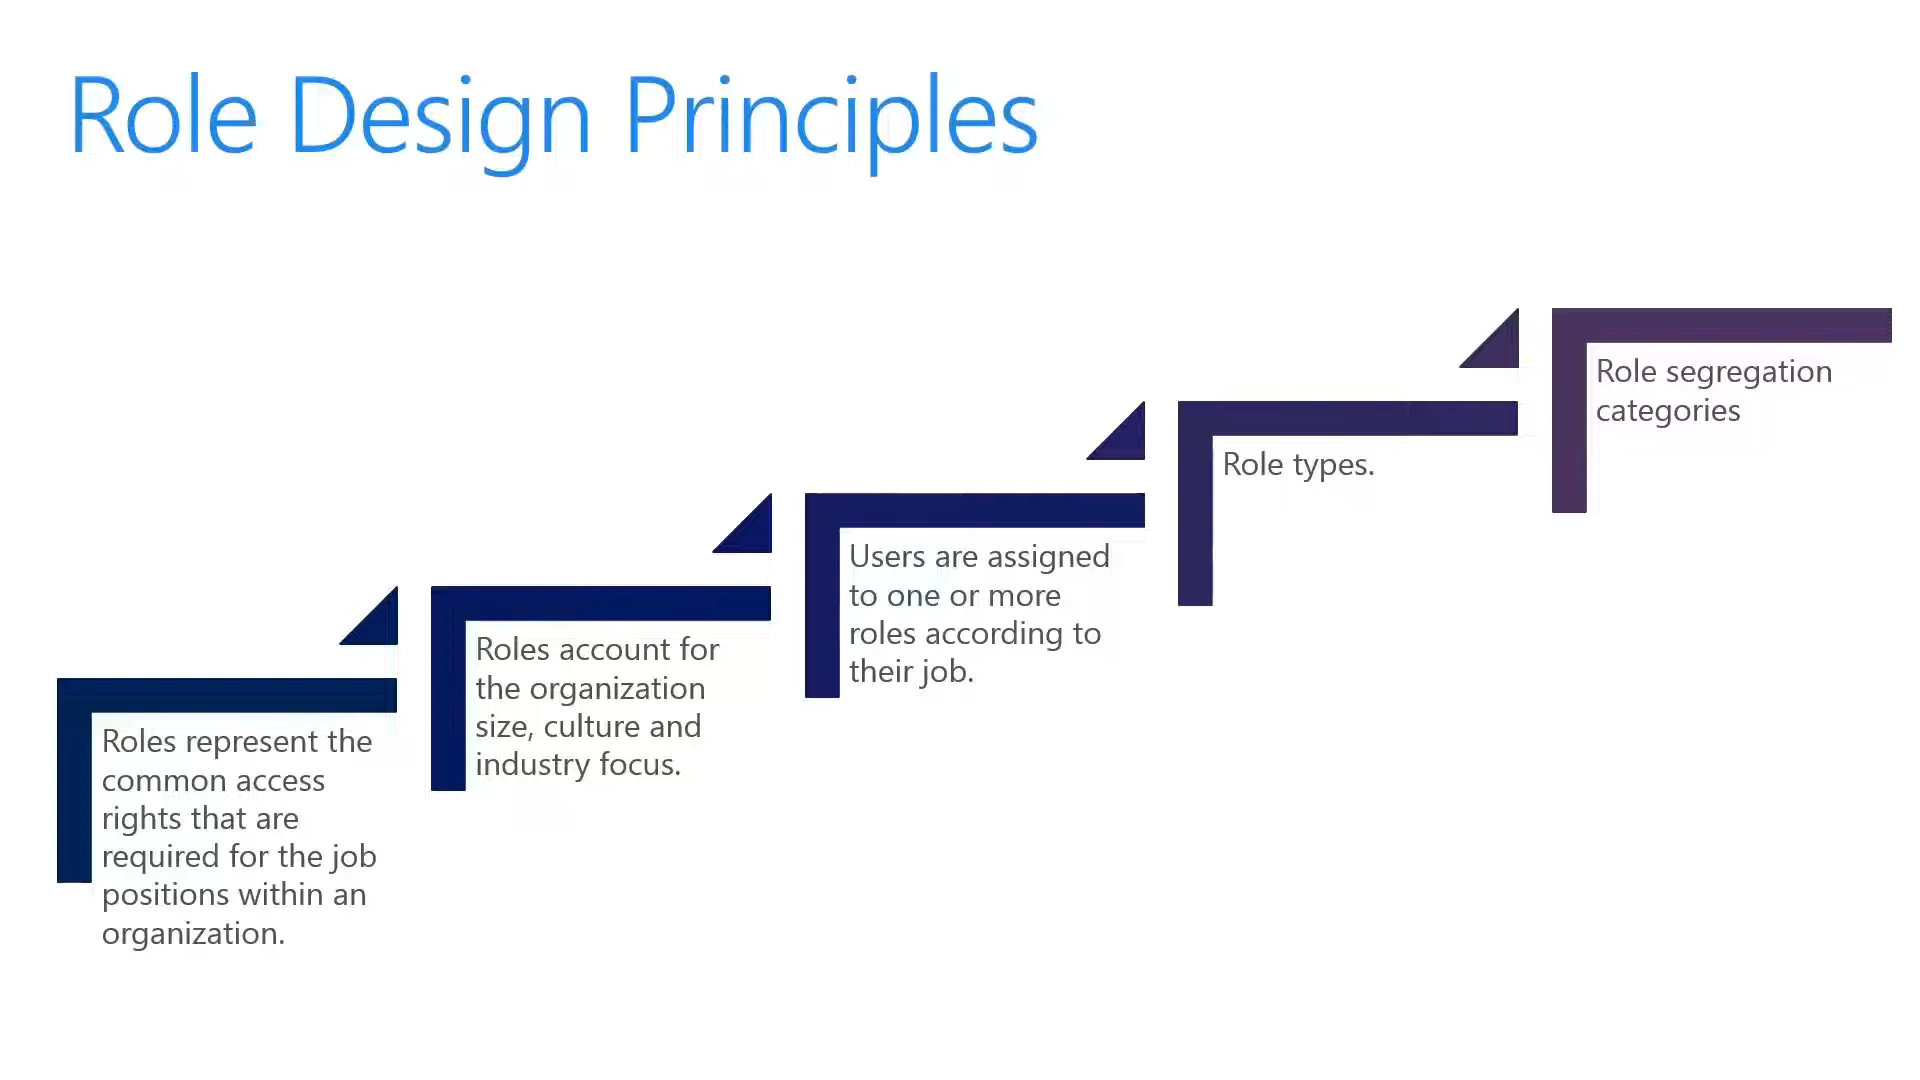 Role Design Principles
Roles represent the
common access
rights that are
required for the job
positions within an
organization.
Roles account for
the organization
size, culture and
industry focus.
Users are assigned
to one or more
roles according to
their job.
Role types.
Role segregation
categories